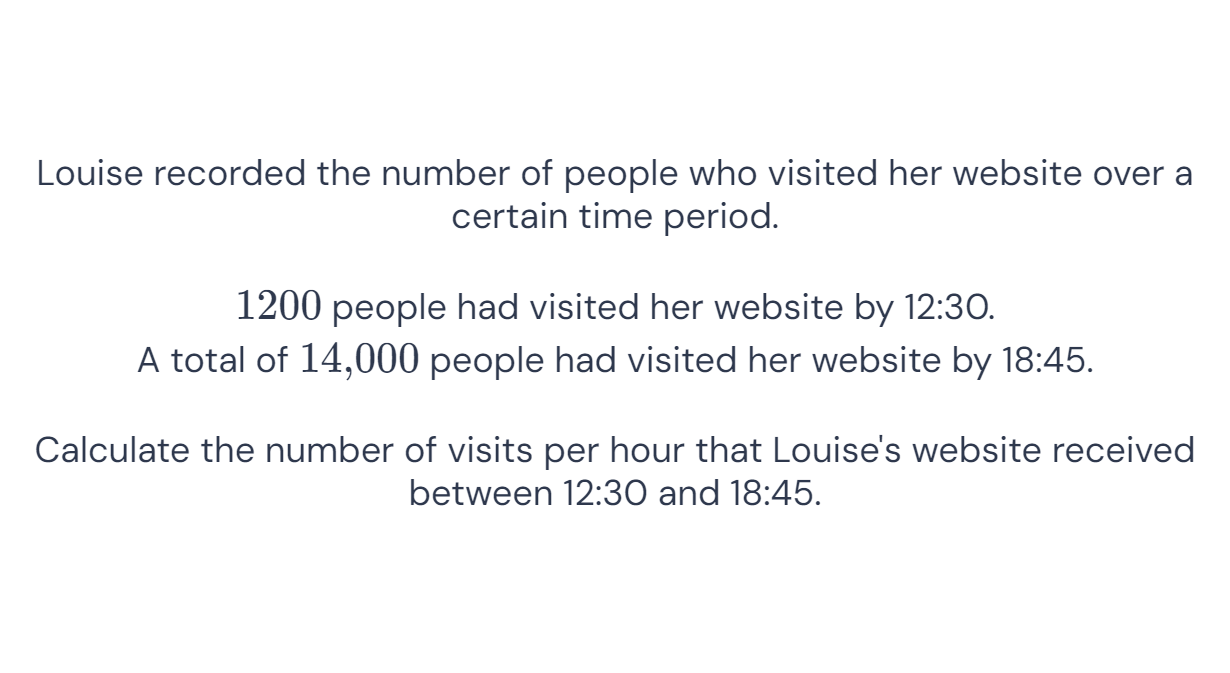 Louise recorded the number of people who visited her website over a
certain time period.
1200 people had visited her website by 12:30.
A total of 14,000 people had visited her website by 18:45.
Calculate the number of visits per hour that Louise's website received
between 12:30 and 18:45.